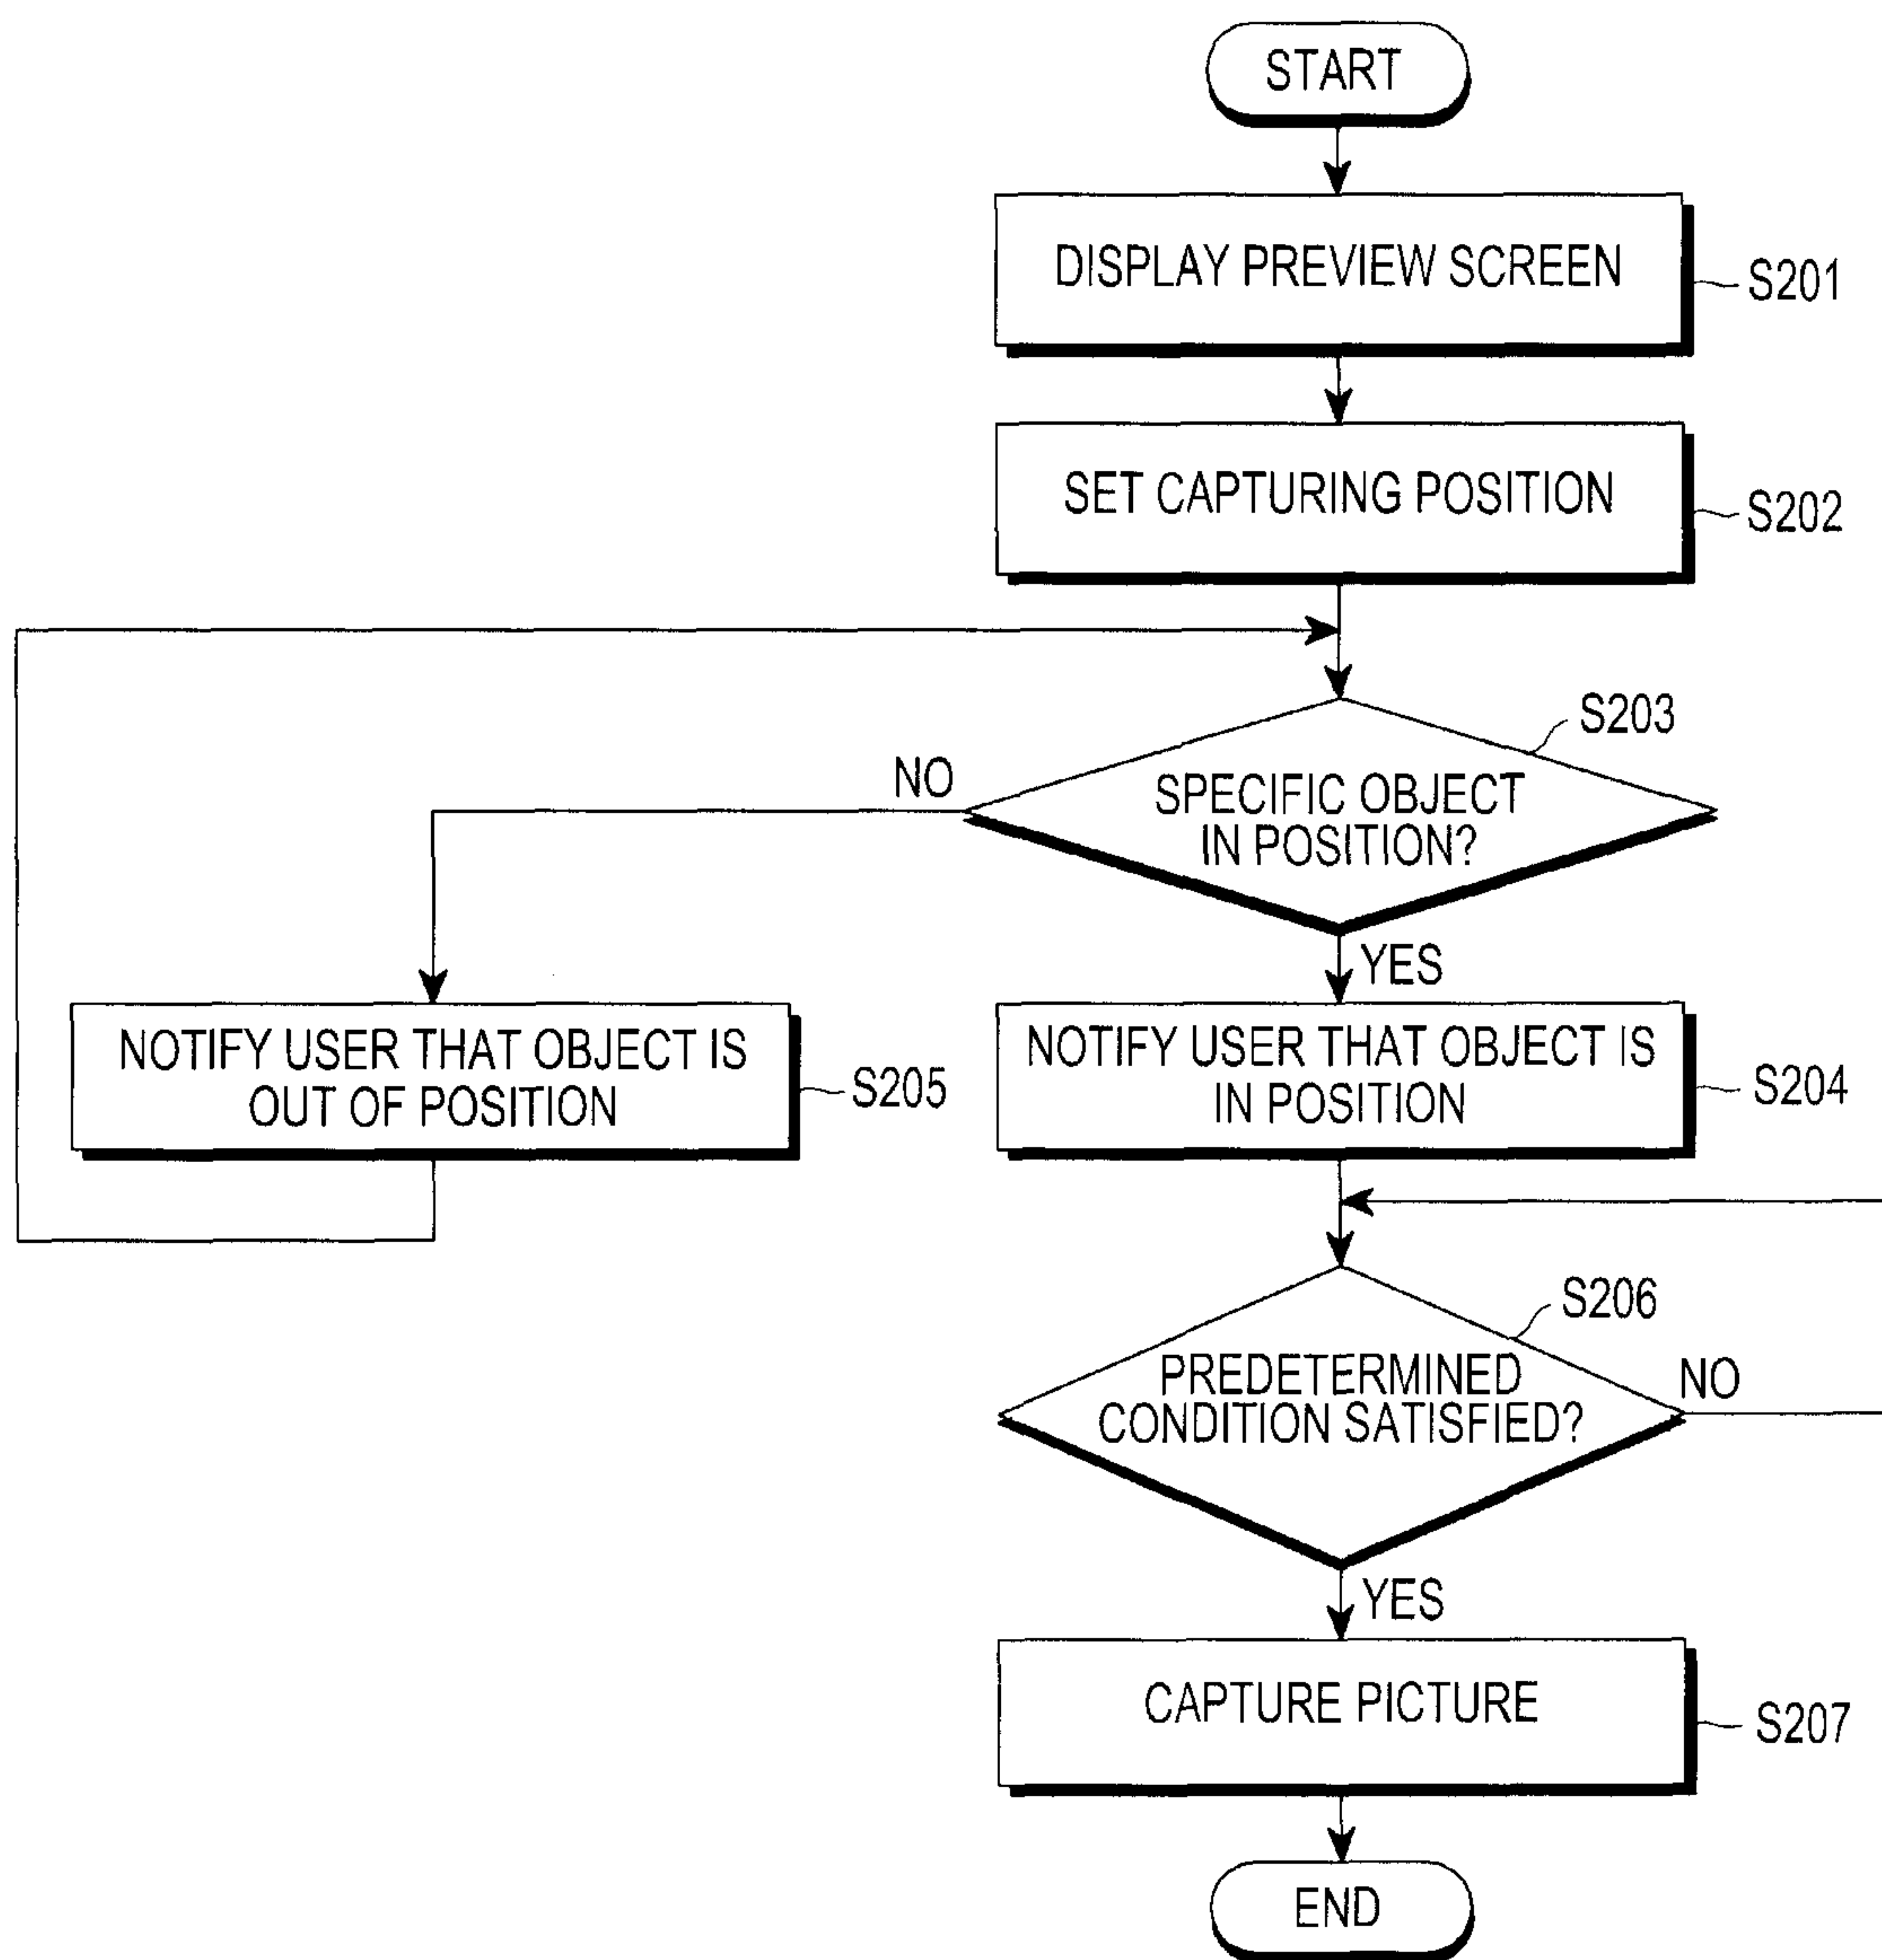 START
DISPLAY PREVIEW SCREEN
S201
SET CAPTURING POSITION
S202
S203
NO
SPECIFIC OBJECT
IN POSITION?
YES
NOTIFY USER THAT OBJECT IS
OUT OF POSITION
S205
NOTIFY USER THAT OBJECT IS
IN POSITION
S204
S206
PREDETERMINED
CONDITION SATISFIED?
NO
YES
CAPTURE PICTURE
S207
END